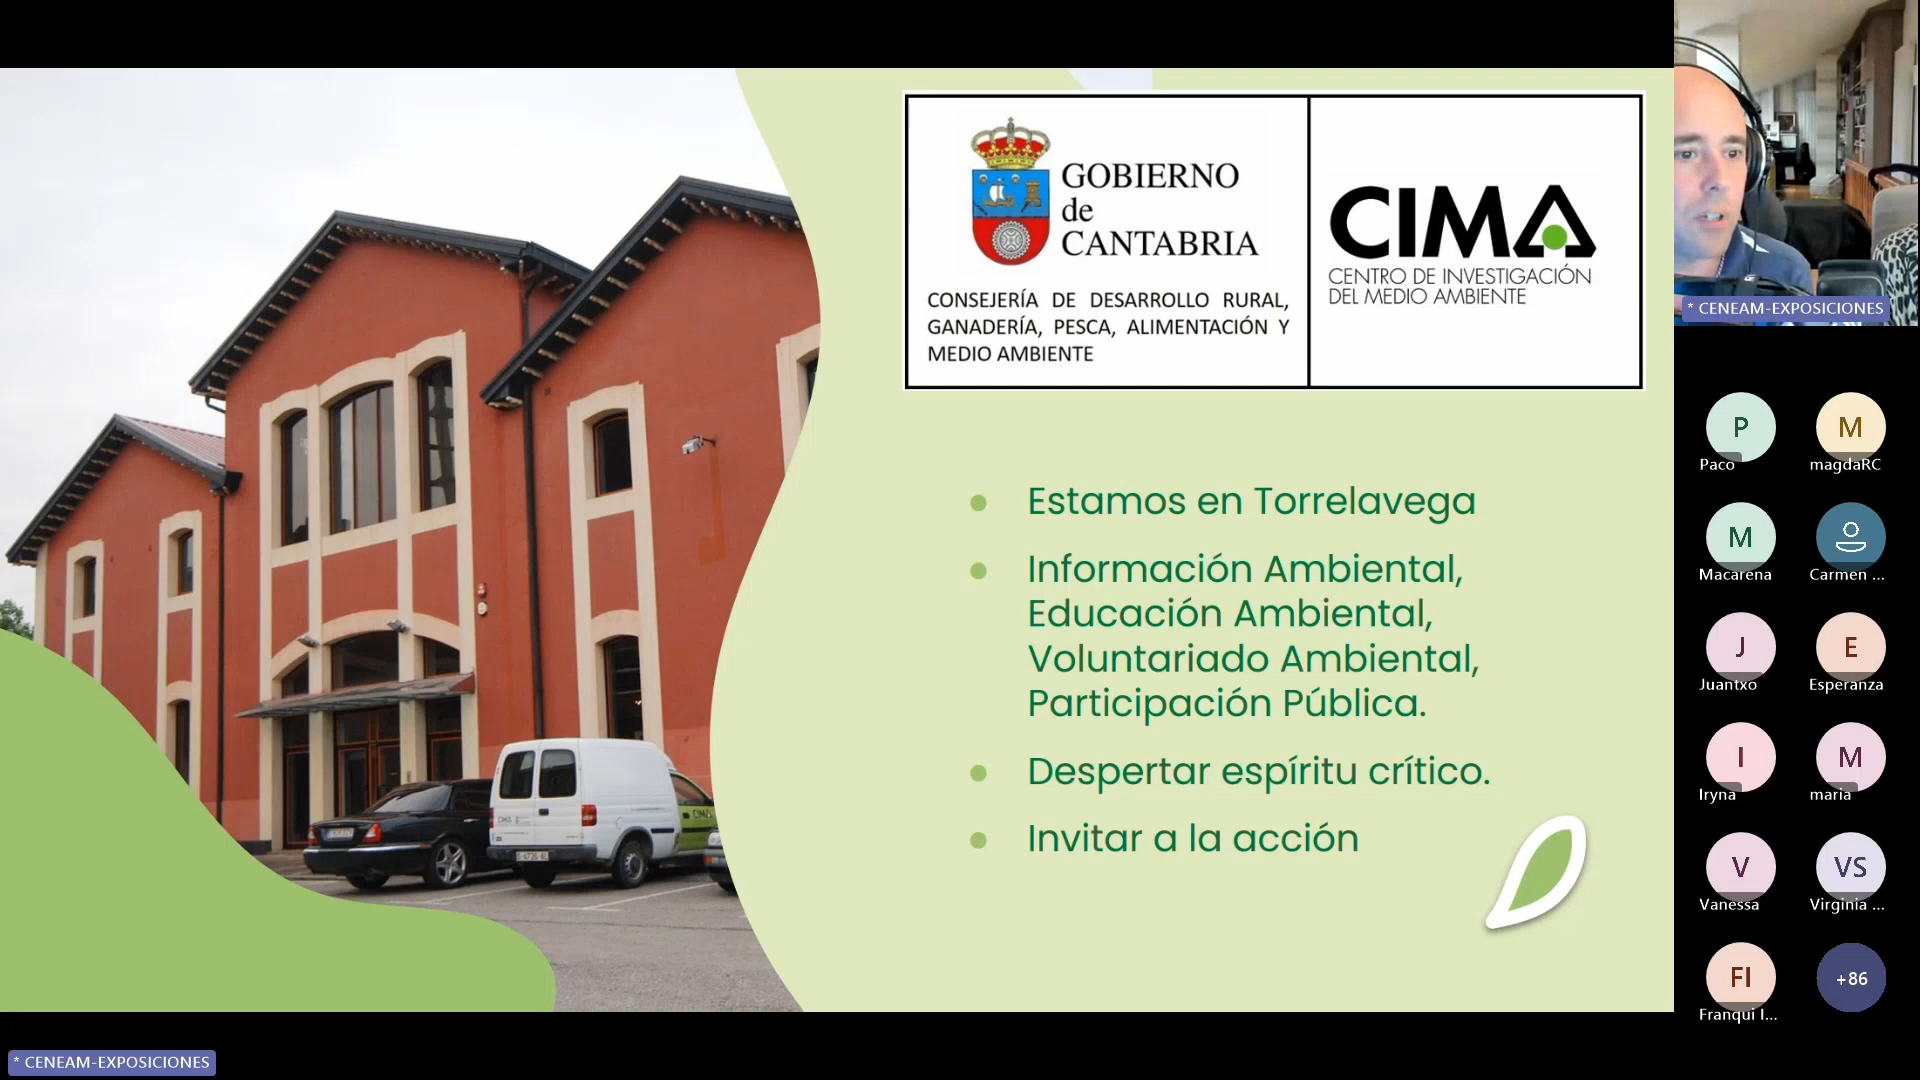 GOBIERNO
de
CANTABRIA
CONSEJERÍA DE DESARROLLO RURAL,
GANADERÍA, PESCA, ALIMENTACIÓN Y
MEDIO AMBIENTE
CIMA
CENTRO DE INVESTIGACIÓN
DEL MEDIO AMBIENTE
Estamos en Torrelavega
Información Ambiental,
Educación Ambiental,
Voluntariado Ambiental,
Participación Pública.
Despertar espíritu crítico.
Invitar a la acción
CIMA
CIMA
* CENEAM-EXPOSICIONES
P
Paco
M
magdaRC
M
Macarena
Carmen ...
J
Juantxo
E
Esperanza
I
Iryna
M
maria
V
Vanessa
VS
Virginia ...
FI
Franqui I...
+86
* CENEAM-EXPOSICIONES